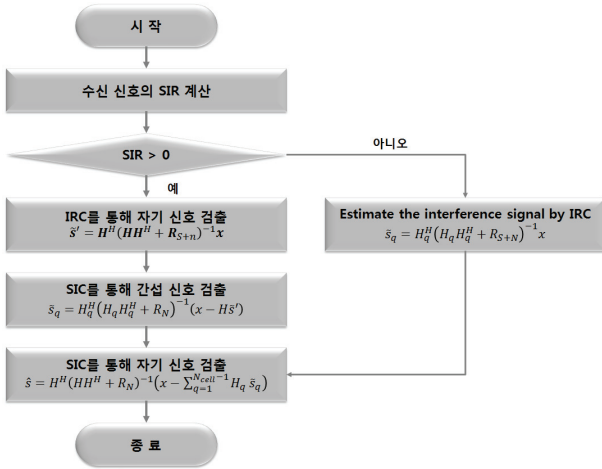 시 작
수신 신호의 SIR 계산
SIR > 0
아니오
예
IRC를 통해 자기 신호 검출
s̃′ = H^H(HH^H + R_{S+n})^{-1}x
Estimate the interference signal by IRC
s̄_q = H_q^H(H_q H_q^H + R_{S+N})^{-1}x
SIC를 통해 간섭 신호 검출
s̄_q = H_q^H(H_q H_q^H + R_N)^{-1}(x − Hs̄′)
SIC를 통해 자기 신호 검출
ŝ = H^H(HH^H + R_N)^{-1}(x − ∑_{q=1}^{N_{cell}-1} H_q s̄_q)
종 료